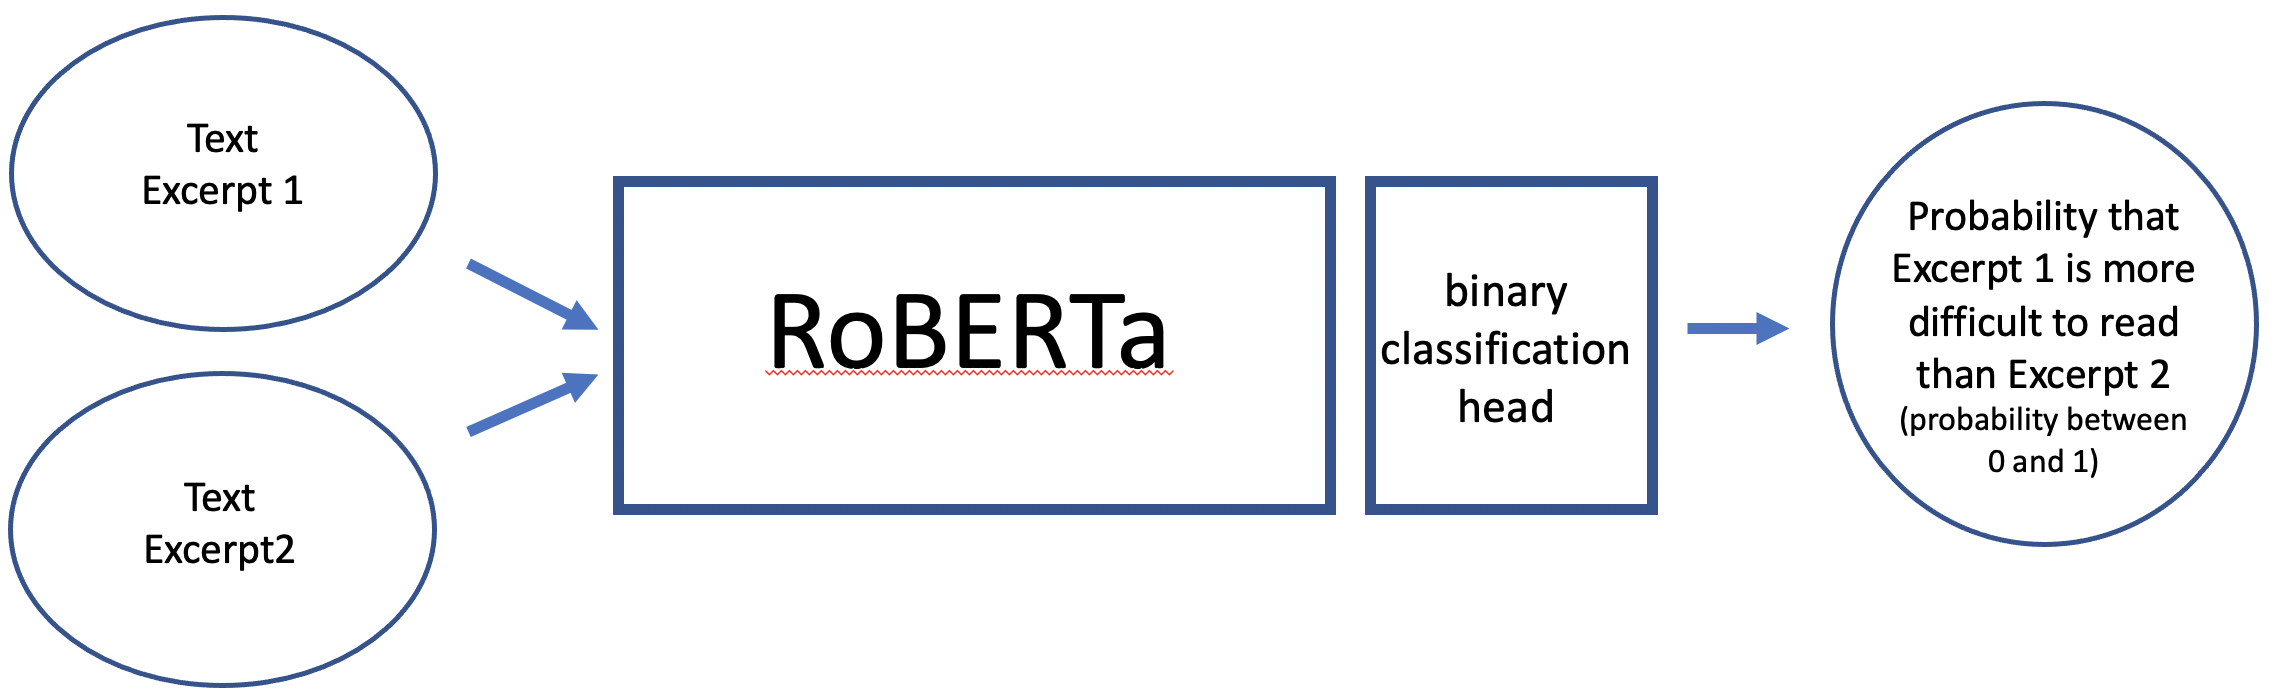 Text
Excerpt 1
Text
Excerpt2
RoBERTa
binary
classification
head
Probability that
Excerpt 1 is more
difficult to read
than Excerpt 2
(probability between
0 and 1)